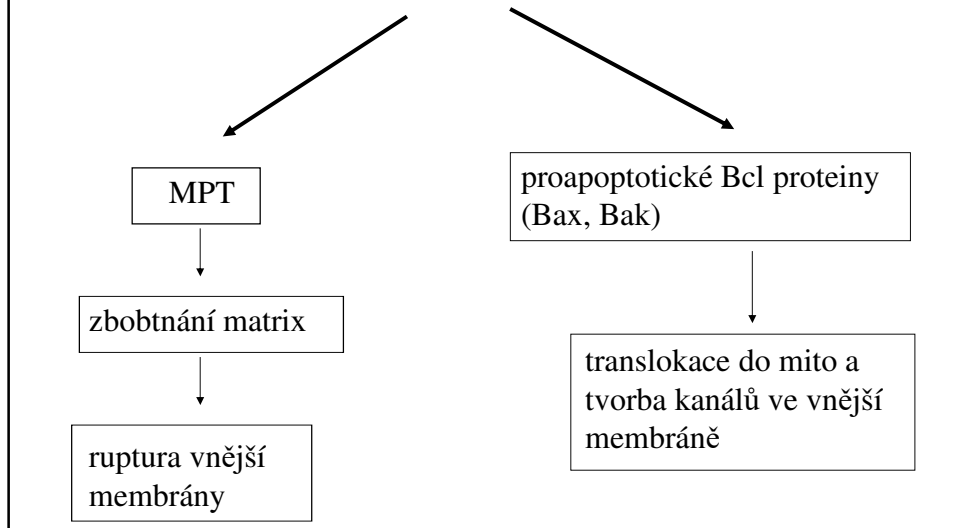 MPT
zbobtnání matrix
ruptura vnější
membrány
proapoptotické Bcl proteiny
(Bax, Bak)
translokace do mito a
tvorba kanálů ve vnější
membráně